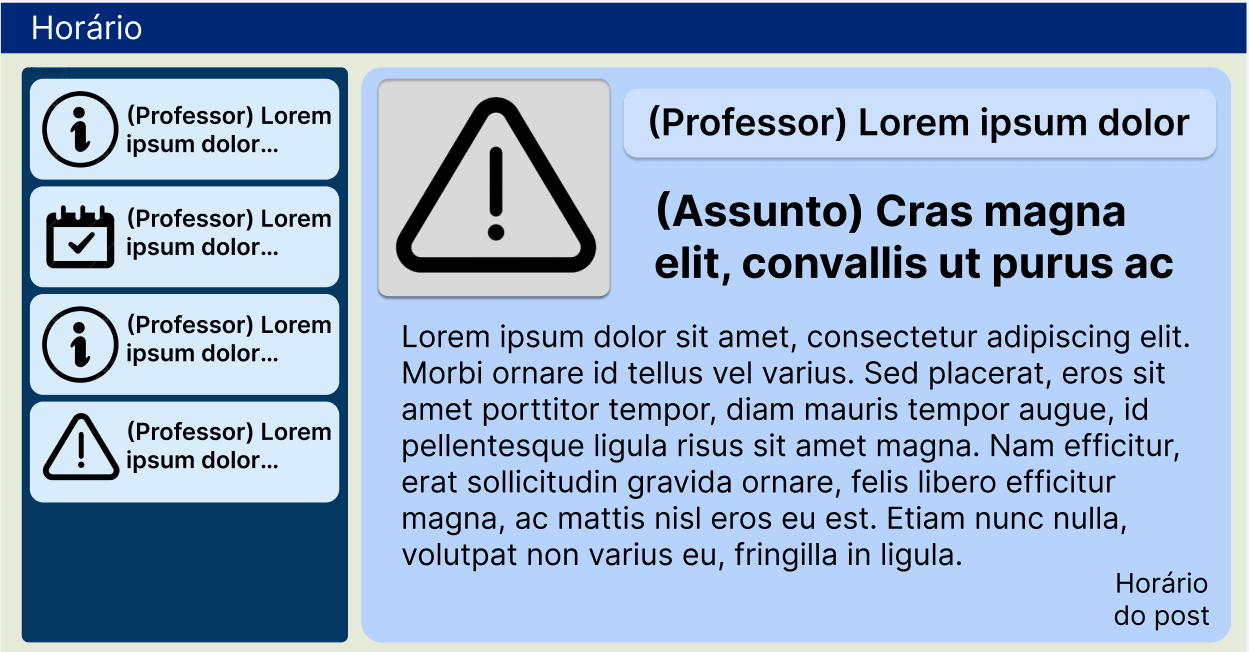 Horário
(Professor) Lorem
ipsum dolor...
(Professor) Lorem
ipsum dolor...
(Professor) Lorem
ipsum dolor...
(Professor) Lorem
ipsum dolor...
(Professor) Lorem ipsum dolor
(Assunto) Cras magna
elit, convallis ut purus ac
Lorem ipsum dolor sit amet, consectetur adipiscing elit.
Morbi ornare id tellus vel varius. Sed placerat, eros sit
amet porttitor tempor, diam mauris tempor augue, id
pellentesque ligula risus sit amet magna. Nam efficitur,
erat sollicitudin gravida ornare, felis libero efficitur
magna, ac mattis nisl eros eu est. Etiam nunc nulla,
volutpat non varius eu, fringilla in ligula.
Horário
do post